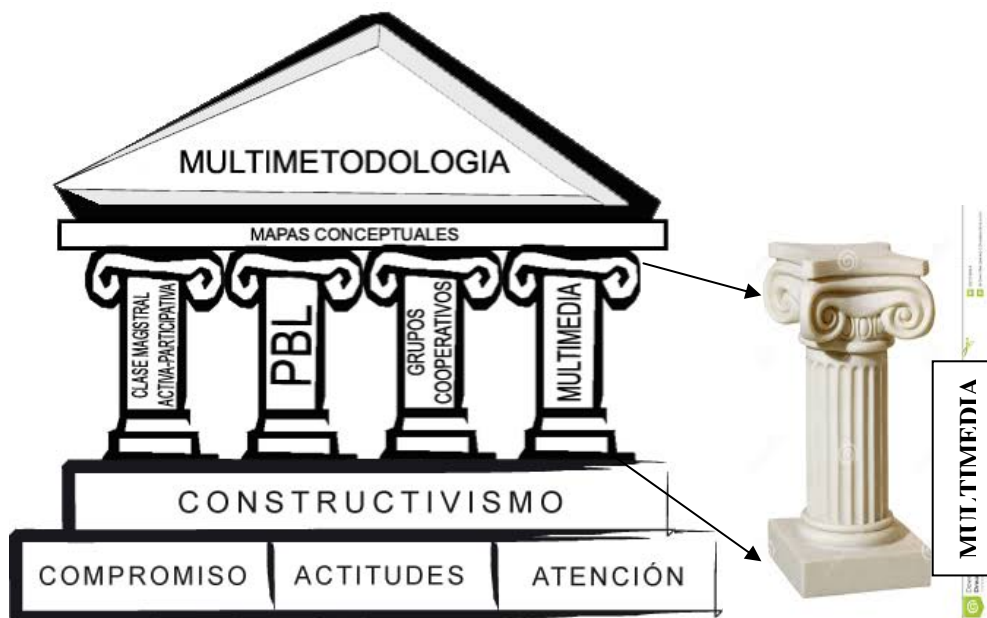 MULTIMETODOLOGIA
MAPAS CONCEPTUALES
CLASE MAGISTRAL
ACTIVA-PARTICIPATIVA
PBL
GRUPOS
COOPERATIVOS
MULTIMEDIA
CONSTRUCTIVISMO
COMPROMISO
ACTITUDES
ATENCIÓN
MULTIMEDIA